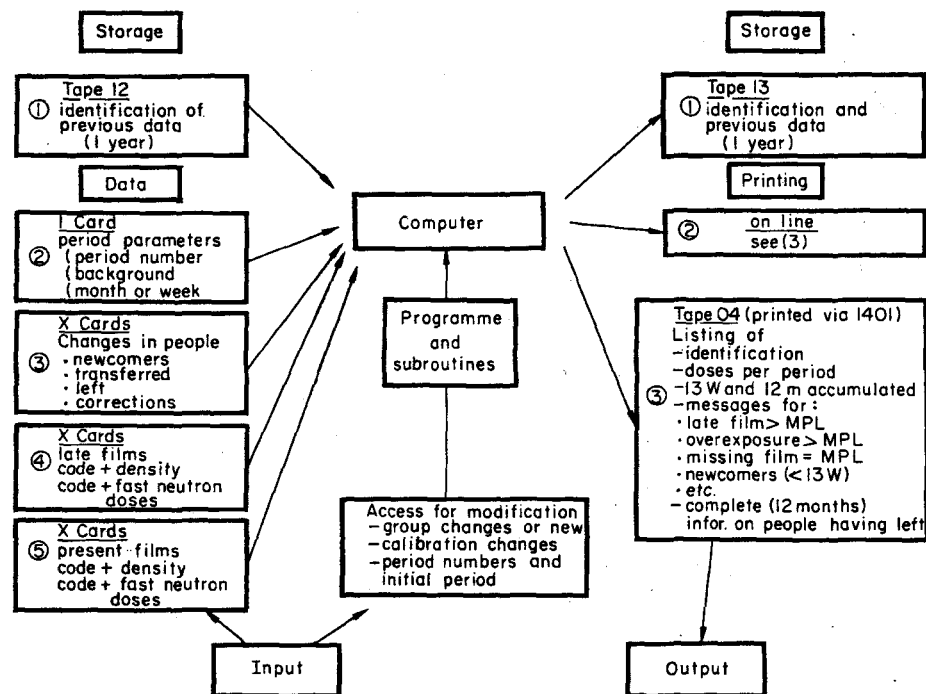 Storage
Tape 12
① identification of
previous data
(1 year)
Data
1 Card
② period parameters
(period number
(background
(month or week
X Cards
③ Changes in people
· newcomers
· transferred
· left
· corrections
X Cards
④ late films
code + density
code + fast neutron
doses
X Cards
⑤ present films
code + density
code + fast neutron
doses
Input
Computer
Programme
and
subroutines
Access for modification
– group changes or new
– calibration changes
– period numbers and
initial period
Storage
Tape 13
① identification and
previous data
(1 year)
Printing
② on line
see (3)
Tape 04 (printed via 1401)
Listing of
– identification
– doses per period
③ – 13 W and 12 m accumulated
– messages for :
· late film > MPL
· overexposure > MPL
· missing film = MPL
· newcomers (< 13 W)
· etc.
– complete (12 months)
infor. on people having left
Output